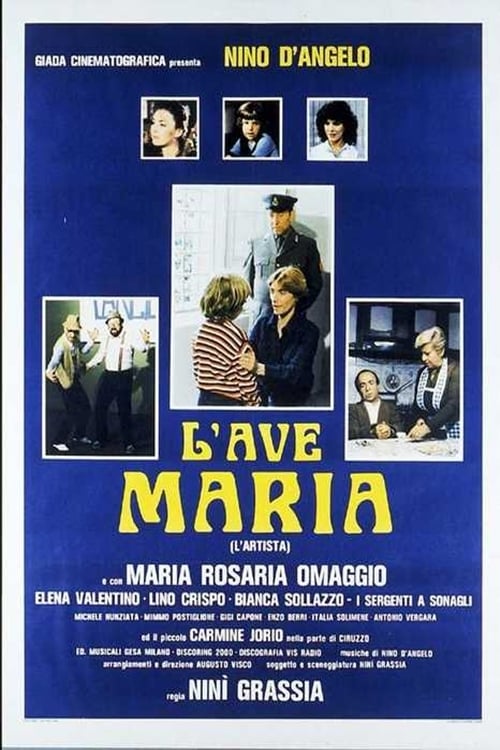 GIADA CINEMATOGRAFICA presenta NINO D'ANGELO
L'AVE
MARIA
(L'ARTISTA)
e con MARIA ROSARIA OMAGGIO
ELENA VALENTINO · LINO CRISPO · BIANCA SOLLAZZO - I SERGENTI A SONAGLI
MICHELE NUNZIATA · MIMMO POSTIGLIONE · GIGI CAPONE · ENZO BERRI · ITALIA SOLIMENE · ANTONIO VERGARA
ed il piccolo CARMINE JORIO nella parte di CIRUZZO
ED. MUSICALI GESA MILANO · DISCORING 2000 · DISCOGRAFIA VIS RADIO musiche di NINO D'ANGELO
arrangiamenti e direzione AUGUSTO VISCO soggetto e sceneggiatura NINÌ GRASSIA
regia NINÌ GRASSIA